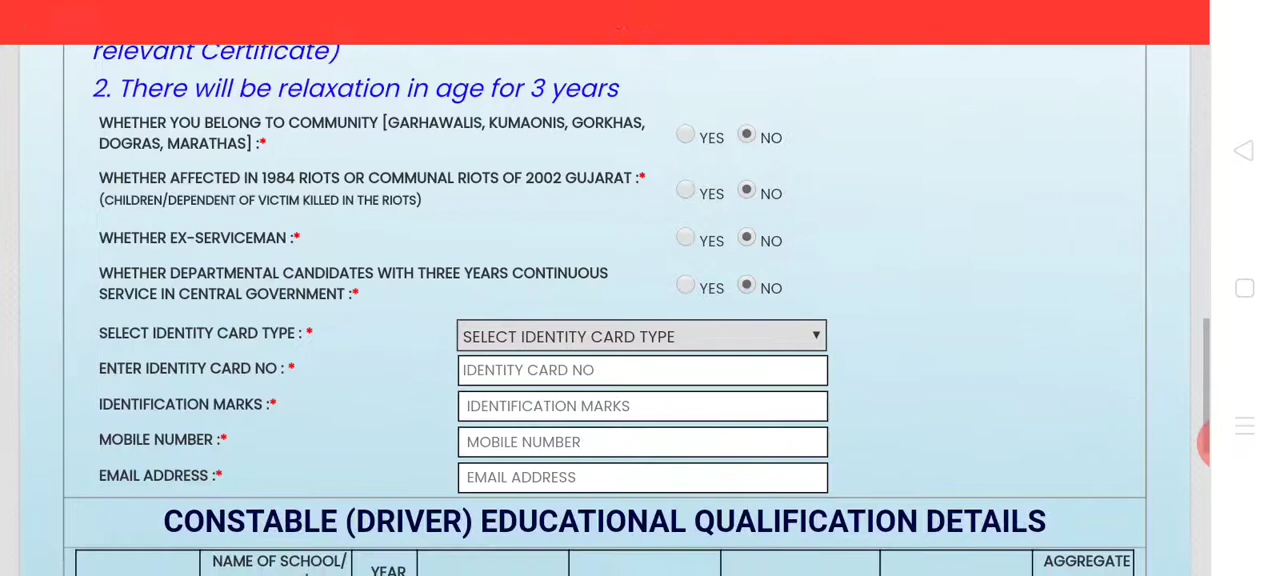 relevant Certificate)
2. There will be relaxation in age for 3 years
WHETHER YOU BELONG TO COMMUNITY [GARHAWALIS, KUMAONIS, GORKHAS,
DOGRAS, MARATHAS] :*
YES NO
WHETHER AFFECTED IN 1984 RIOTS OR COMMUNAL RIOTS OF 2002 GUJARAT :*
(CHILDREN/DEPENDENT OF VICTIM KILLED IN THE RIOTS)
YES NO
WHETHER EX-SERVICEMAN :*
YES NO
WHETHER DEPARTMENTAL CANDIDATES WITH THREE YEARS CONTINUOUS
SERVICE IN CENTRAL GOVERNMENT :*
YES NO
SELECT IDENTITY CARD TYPE : * SELECT IDENTITY CARD TYPE
ENTER IDENTITY CARD NO : * IDENTITY CARD NO
IDENTIFICATION MARKS :* IDENTIFICATION MARKS
MOBILE NUMBER :* MOBILE NUMBER
EMAIL ADDRESS :* EMAIL ADDRESS
CONSTABLE (DRIVER) EDUCATIONAL QUALIFICATION DETAILS
NAME OF SCHOOL/ YEAR AGGREGATE